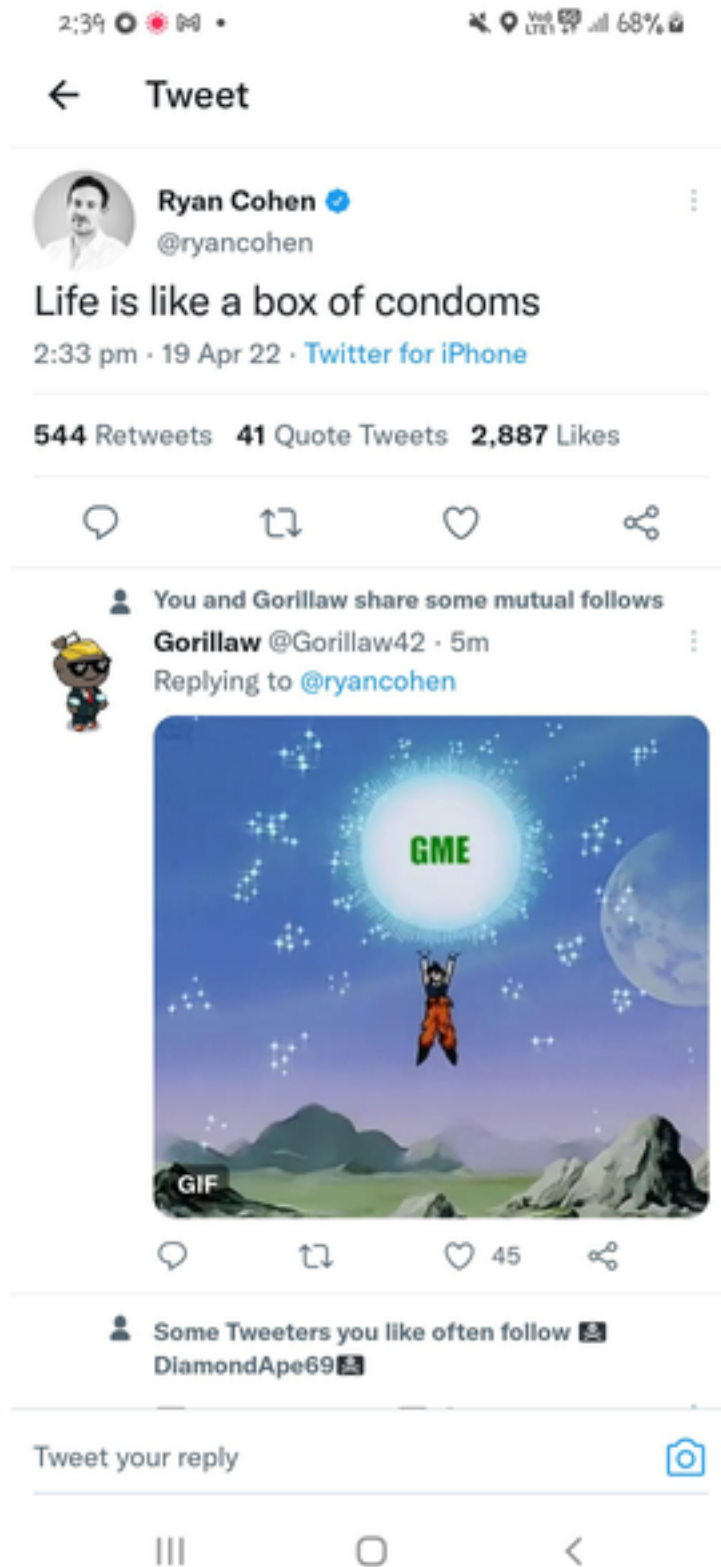 2:39
VoD LTE1 68%
Tweet
Ryan Cohen
@ryancohen
Life is like a box of condoms
2:33 pm · 19 Apr 22 · Twitter for iPhone
544 Retweets 41 Quote Tweets 2,887 Likes
You and Gorillaw share some mutual follows
Gorillaw @Gorillaw42 · 5m
Replying to @ryancohen
GME
GIF
45
Some Tweeters you like often follow 🏴‍☠️
DiamondApe69🏴‍☠️
Tweet your reply